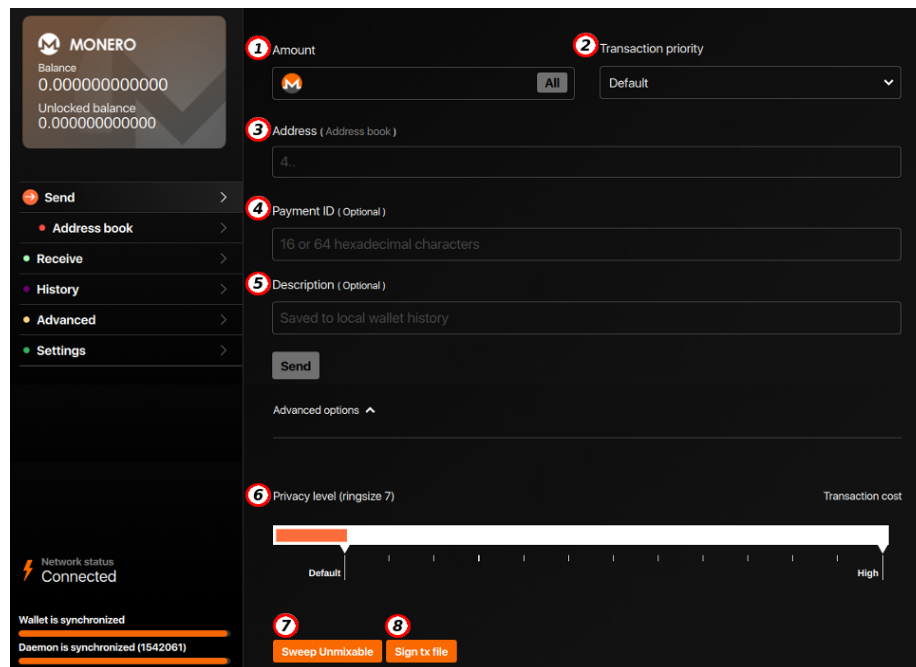 MONERO
Balance
0.000000000000
Unlocked balance
0.000000000000
Send
Address book
Receive
History
Advanced
Settings
Network status
Connected
Wallet is synchronized
Daemon is synchronized (1542061)
1 Amount
All
2 Transaction priority
Default
3 Address ( Address book )
4..
4 Payment ID ( Optional )
16 or 64 hexadecimal characters
5 Description ( Optional )
Saved to local wallet history
Send
Advanced options
6 Privacy level (ringsize 7)
Transaction cost
Default
High
7
8
Sweep Unmixable
Sign tx file